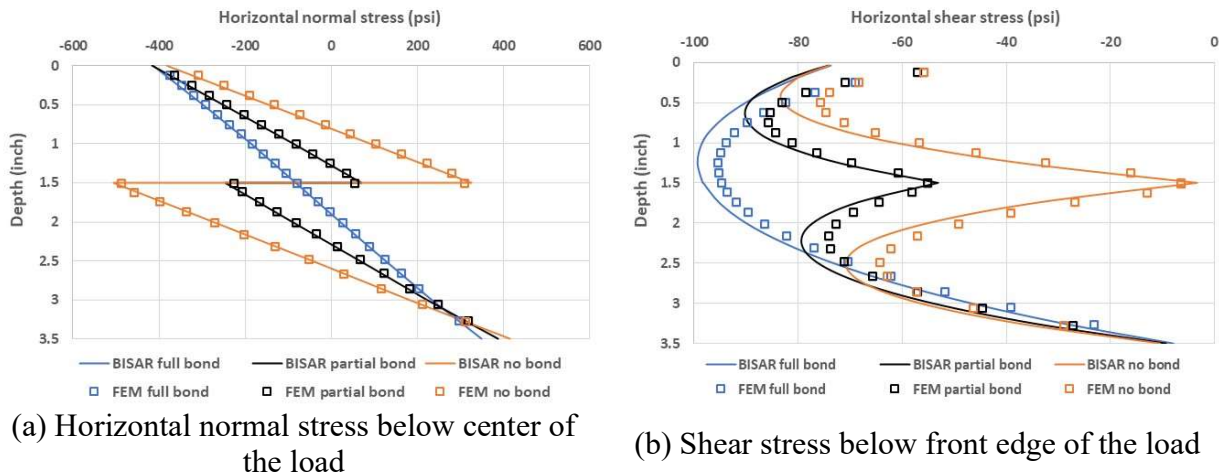 Horizontal normal stress (psi)
-600 -400 -200 0 200 400 600
Depth (inch)
0
0.5
1
1.5
2
2.5
3
3.5
BISAR full bond BISAR partial bond BISAR no bond
FEM full bond FEM partial bond FEM no bond
(a) Horizontal normal stress below center of
the load
Horizontal shear stress (psi)
-100 -80 -60 -40 -20 0
Depth (inch)
0
0.5
1
1.5
2
2.5
3
3.5
BISAR full bond BISAR partial bond BISAR no bond
FEM full bond FEM partial bond FEM no bond
(b) Shear stress below front edge of the load